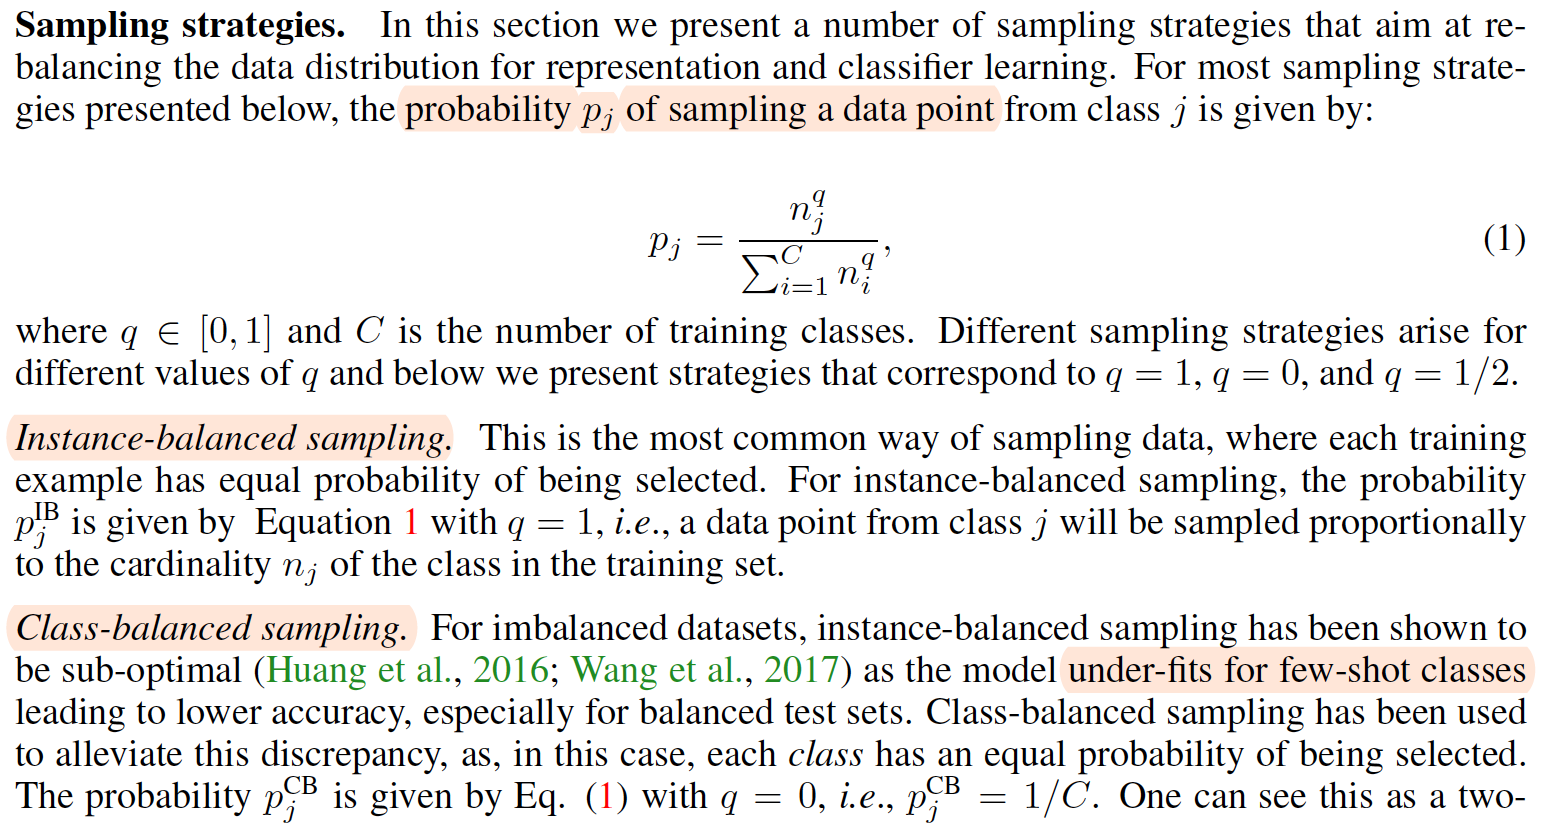 Sampling strategies. In this section we present a number of sampling strategies that aim at re-
balancing the data distribution for representation and classifier learning. For most sampling strate-
gies presented below, the probability p_j of sampling a data point from class j is given by:
p_j = \frac{n_j^q}{\sum_{i=1}^{C} n_i^q}, (1)
where q ∈ [0, 1] and C is the number of training classes. Different sampling strategies arise for
different values of q and below we present strategies that correspond to q = 1, q = 0, and q = 1/2.
Instance-balanced sampling. This is the most common way of sampling data, where each training
example has equal probability of being selected. For instance-balanced sampling, the probability
p_j^{IB} is given by Equation 1 with q = 1, i.e., a data point from class j will be sampled proportionally
to the cardinality n_j of the class in the training set.
Class-balanced sampling. For imbalanced datasets, instance-balanced sampling has been shown to
be sub-optimal (Huang et al., 2016; Wang et al., 2017) as the model under-fits for few-shot classes
leading to lower accuracy, especially for balanced test sets. Class-balanced sampling has been used
to alleviate this discrepancy, as, in this case, each class has an equal probability of being selected.
The probability p_j^{CB} is given by Eq. (1) with q = 0, i.e., p_j^{CB} = 1/C. One can see this as a two-